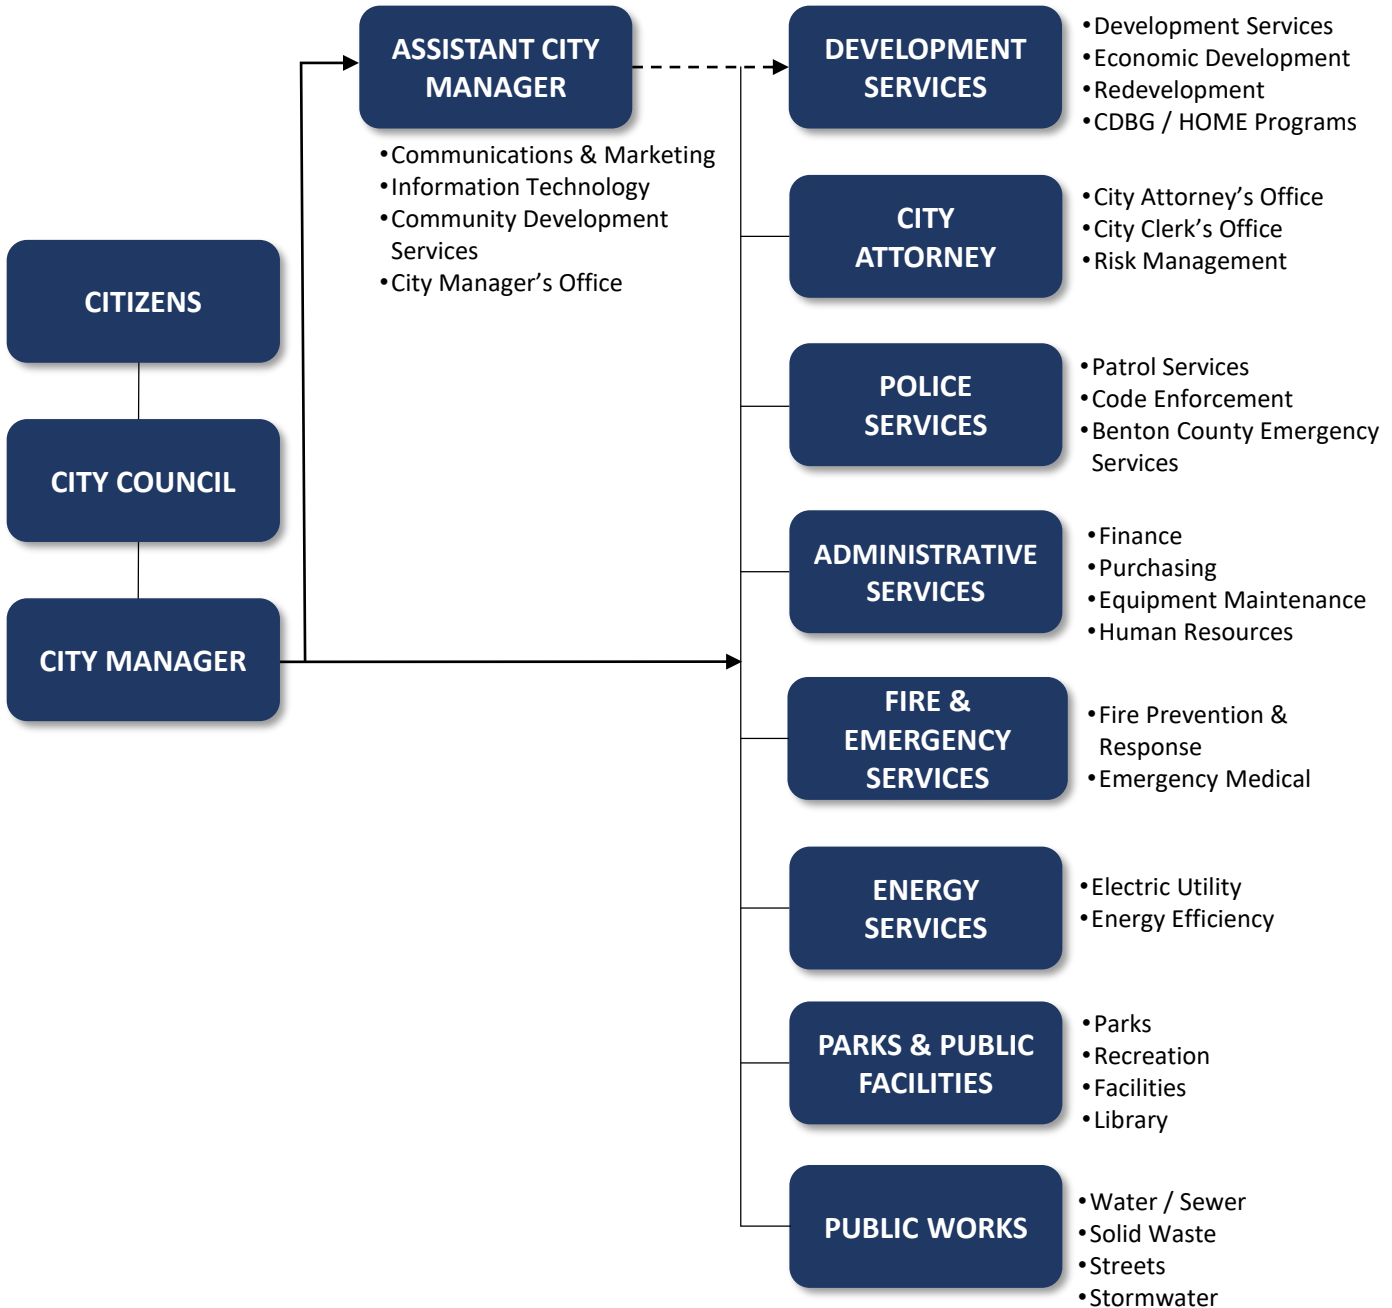 CITIZENS
CITY COUNCIL
CITY MANAGER
ASSISTANT CITY
MANAGER
•Communications & Marketing
•Information Technology
•Community Development
Services
•City Manager’s Office
DEVELOPMENT
SERVICES
•Development Services
•Economic Development
•Redevelopment
•CDBG / HOME Programs
CITY
ATTORNEY
•City Attorney’s Office
•City Clerk’s Office
•Risk Management
POLICE
SERVICES
•Patrol Services
•Code Enforcement
•Benton County Emergency
Services
ADMINISTRATIVE
SERVICES
•Finance
•Purchasing
•Equipment Maintenance
•Human Resources
FIRE &
EMERGENCY
SERVICES
•Fire Prevention &
Response
•Emergency Medical
ENERGY
SERVICES
•Electric Utility
•Energy Efficiency
PARKS & PUBLIC
FACILITIES
•Parks
•Recreation
•Facilities
•Library
PUBLIC WORKS
•Water / Sewer
•Solid Waste
•Streets
•Stormwater